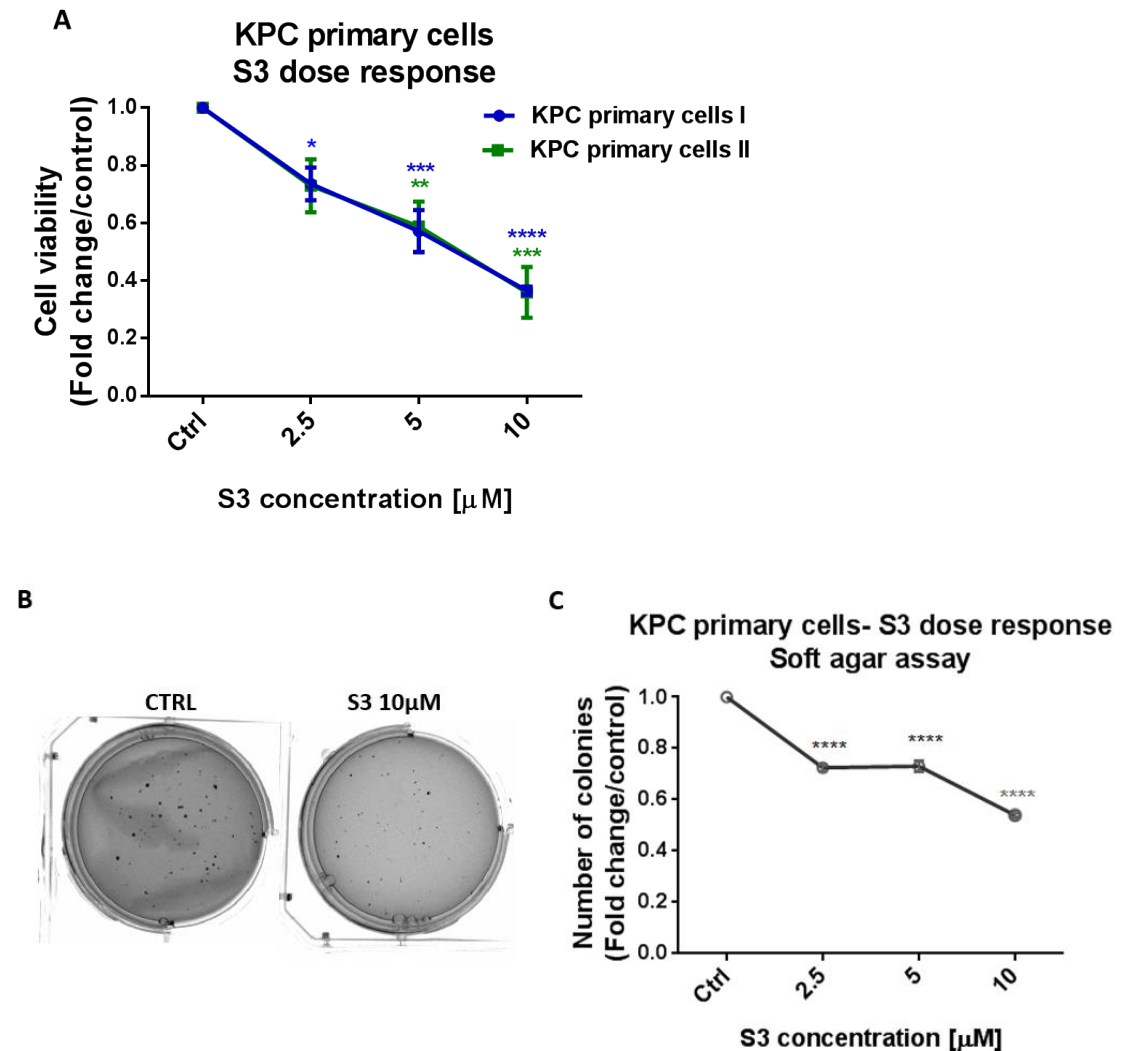 A
KPC primary cells
S3 dose response
KPC primary cells I
KPC primary cells II
Cell viability
(Fold change/control)
1.0
0.8
0.6
0.4
0.2
0.0
*
***
**
****
***
Ctrl
2.5
5
10
S3 concentration [μM]
B
CTRL
S3 10μM
C
KPC primary cells- S3 dose response
Soft agar assay
Number of colonies
(Fold change/control)
1.0
0.8
0.6
0.4
0.2
0.0
****
****
****
Ctrl
2.5
5
10
S3 concentration [μM]